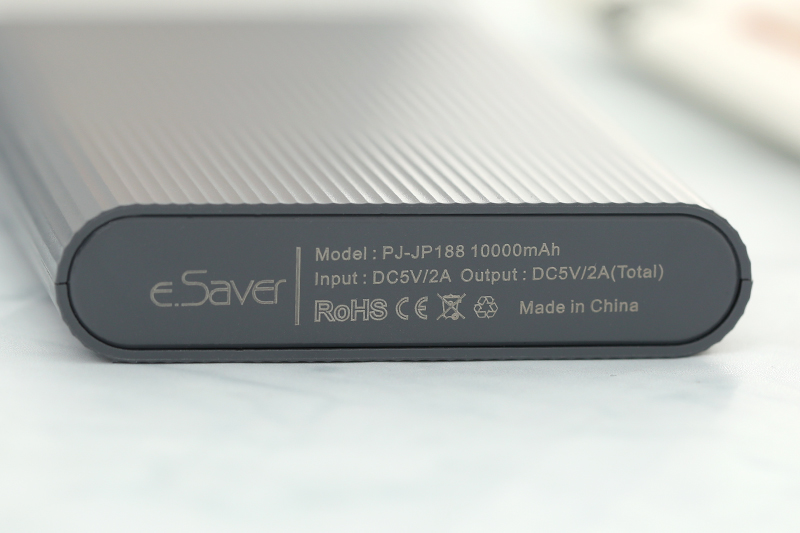 e.Saver
Model : PJ-JP188 10000mAh
Input : DC5V/2A Output : DC5V/2A(Total)
RoHS CE Made in China